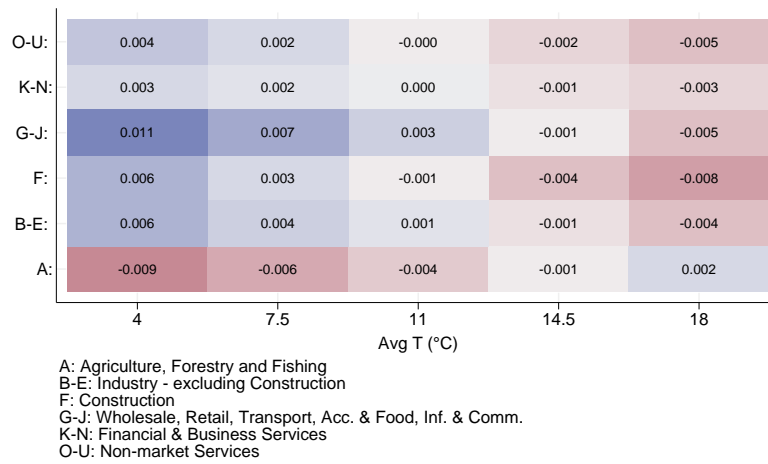 O-U: 0.004 0.002 -0.000 -0.002 -0.005
K-N: 0.003 0.002 0.000 -0.001 -0.003
G-J: 0.011 0.007 0.003 -0.001 -0.005
F: 0.006 0.003 -0.001 -0.004 -0.008
B-E: 0.006 0.004 0.001 -0.001 -0.004
A: -0.009 -0.006 -0.004 -0.001 0.002
4 7.5 11 14.5 18
Avg T (°C)
A: Agriculture, Forestry and Fishing
B-E: Industry - excluding Construction
F: Construction
G-J: Wholesale, Retail, Transport, Acc. & Food, Inf. & Comm.
K-N: Financial & Business Services
O-U: Non-market Services